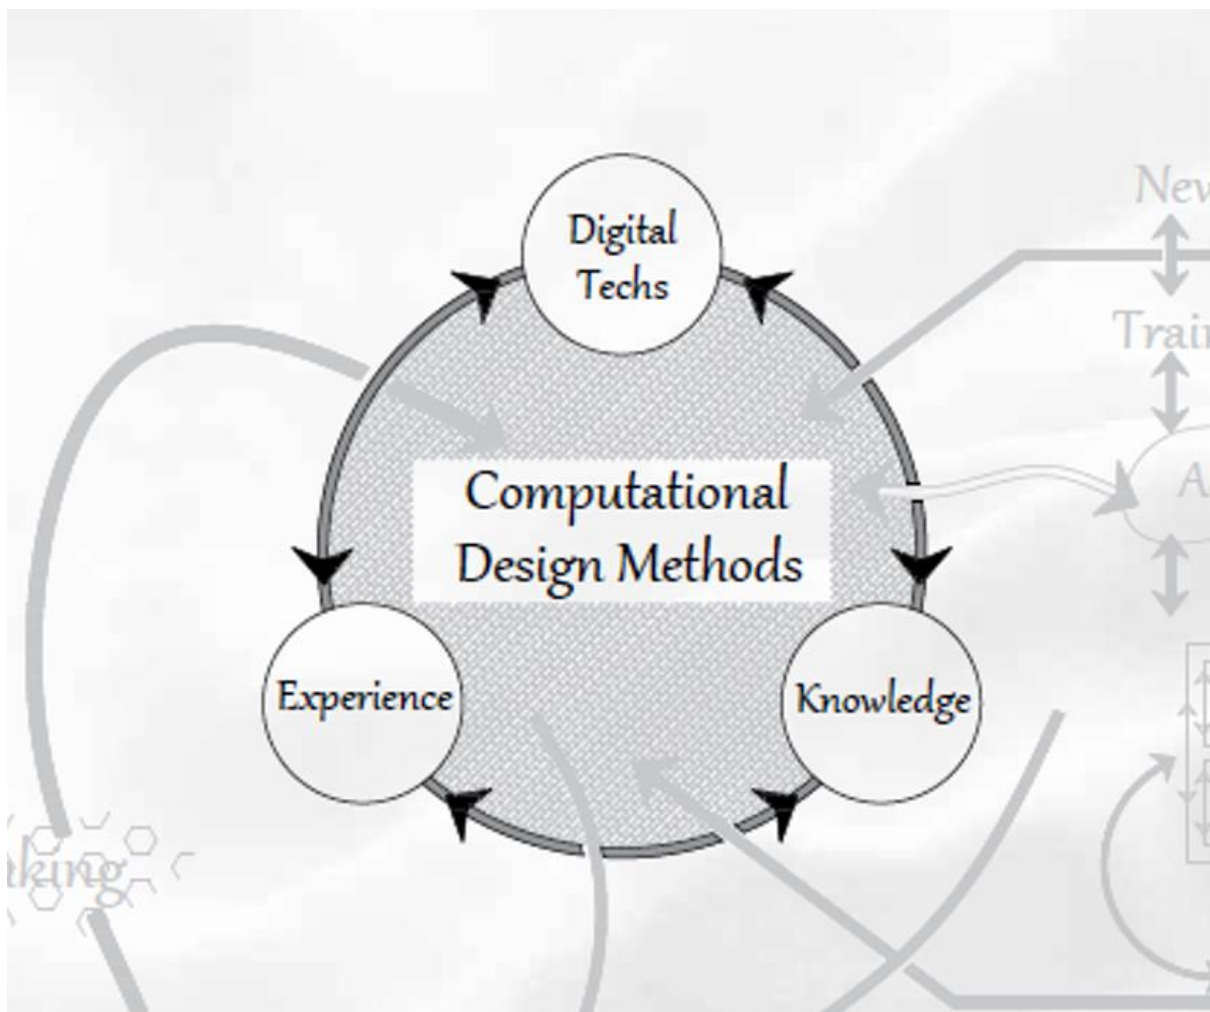 Digital
Techs
Computational
Design Methods
Experience
Knowledge